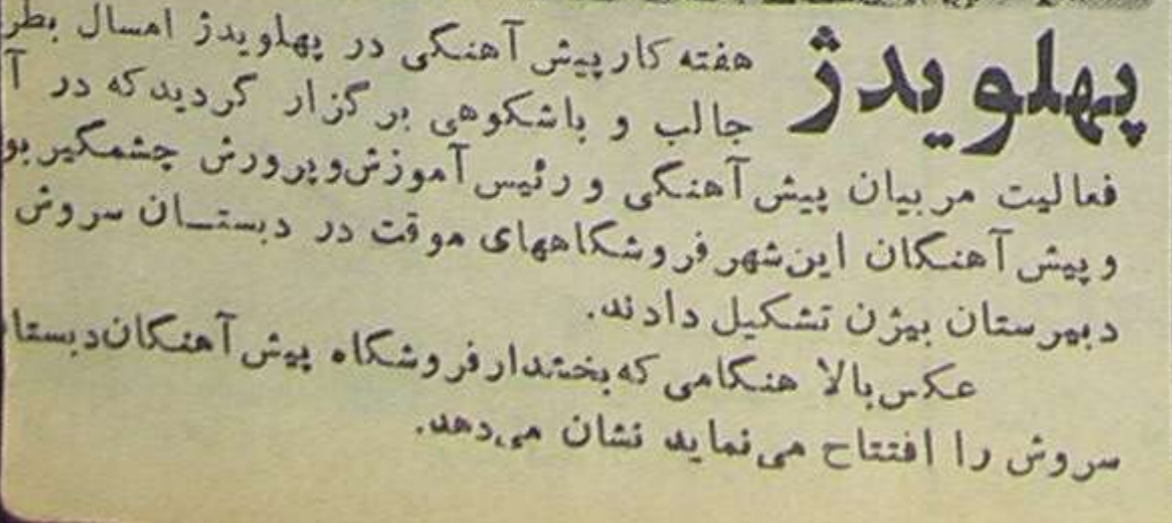 پهلویدژ
هفته کار پیش‌آهنگی در پهلویدژ امسال بطر
جالب و باشکوهی برگزار گردید که در آ
فعالیت مربیان پیش‌آهنگی و رئیس آموزش‌و‌پرورش چشمگیر بو
و پیش‌آهنگان این‌شهر فروشگاههای موقت در دبستان سروش
دبیرستان بیژن تشکیل دادند.
عکس بالا هنگامی که بخشدار فروشگاه پیش‌آهنگان دبستا
سروش را افتتاح می‌نماید نشان می‌دهد.